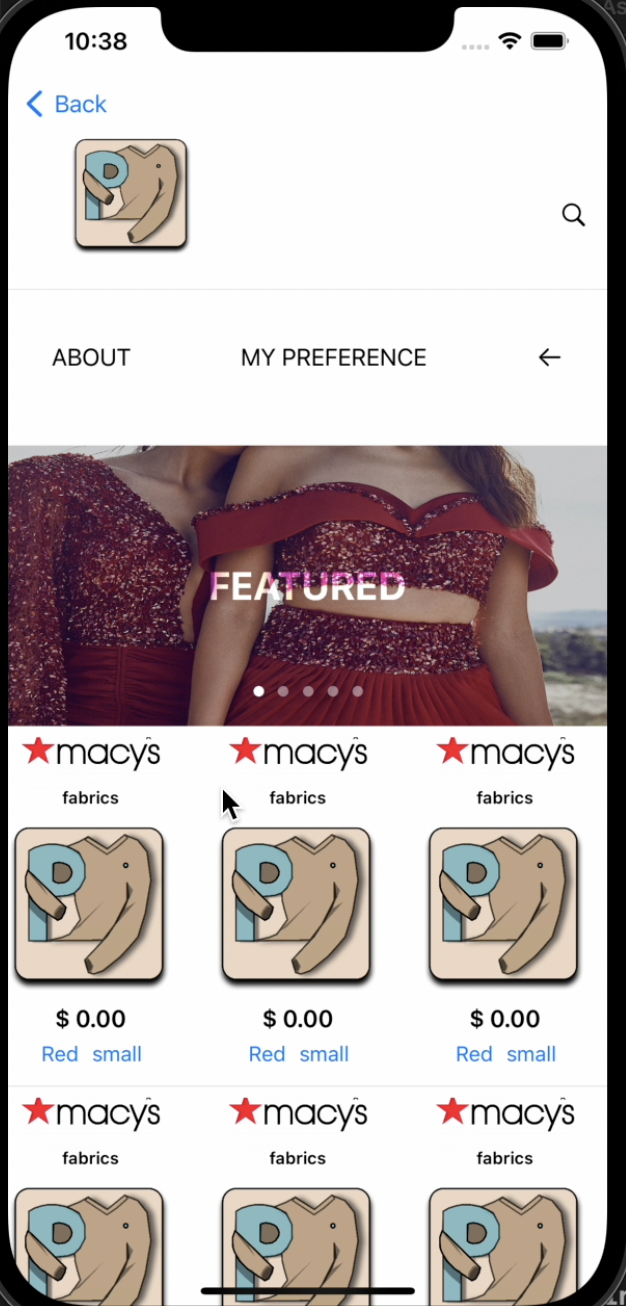 10:38
Back
ABOUT MY PREFERENCE
FEATURED
macy's macy's macy's
fabrics fabrics fabrics
P P P
$ 0.00 $ 0.00 $ 0.00
Red small Red small Red small
macy's macy's macy's
fabrics fabrics fabrics